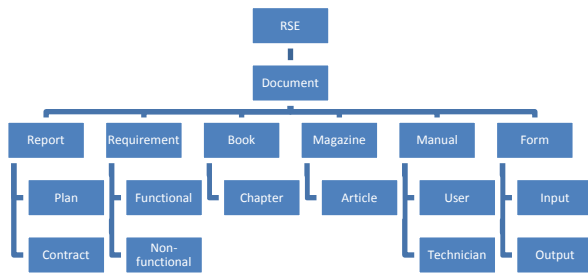 RSE
Document
Report
Requirement
Book
Magazine
Manual
Form
Plan
Functional
Chapter
Article
User
Input
Contract
Non-
functional
Technician
Output